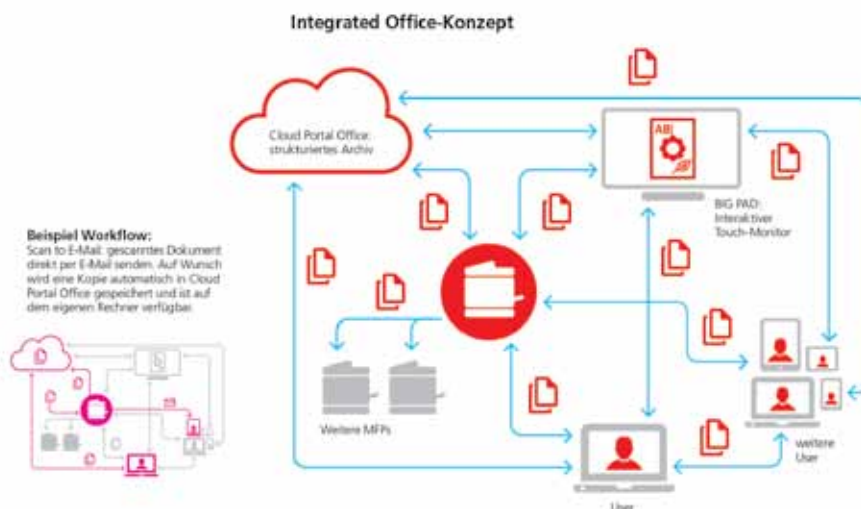 Integrated Office-Konzept
Cloud Portal Office:
strukturiertes Archiv
AB
BIG PAD:
Interaktiver
Touch-Monitor
Beispiel Workflow:
Scan to E-Mail: gescanntes Dokument
direkt per E-Mail senden. Auf Wunsch
wird eine Kopie automatisch in Cloud
Portal Office gespeichert und ist auf
dem eigenen Rechner verfügbar.
Weitere MFPs
weitere
User
User